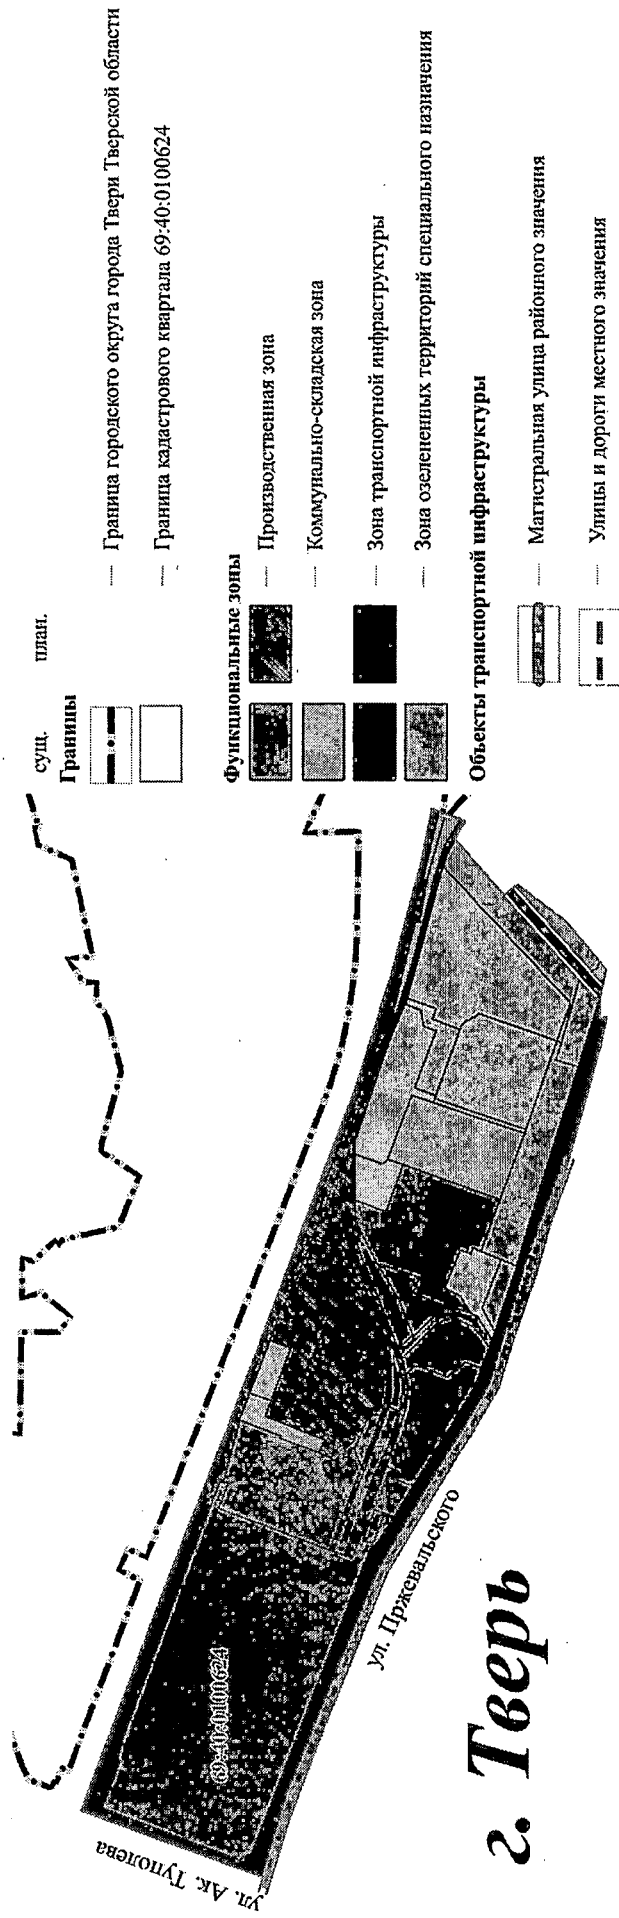 сущ. план.
Границы
— Граница городского округа города Твери Тверской области
— Граница кадастрового квартала 69:40:0100624
Функциональные зоны
— Производственная зона
— Коммунально-складская зона
— Зона транспортной инфраструктуры
— Зона озелененных территорий специального назначения
Объекты транспортной инфраструктуры
— Магистральная улица районного значения
— Улицы и дороги местного значения
69:40:0100624
ул. Ак. Туполева
ул. Пржевальского
г. Тверь